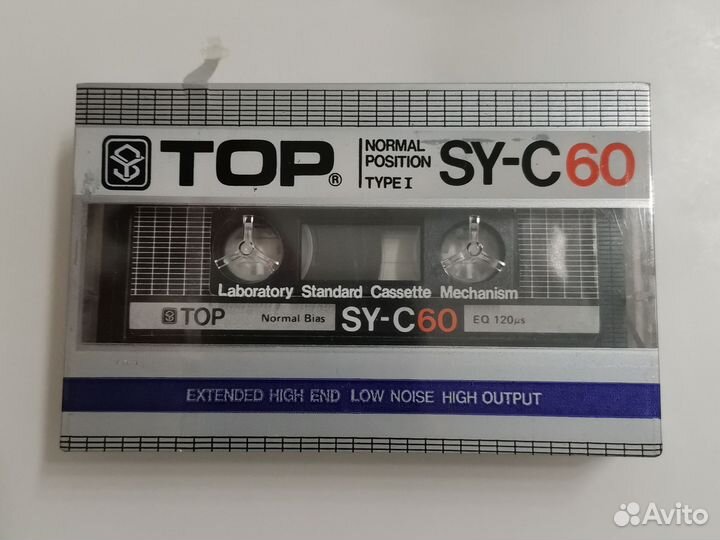 TOP® NORMAL POSITION TYPE I SY-C60
Laboratory Standard Cassette Mechanism
TOP Normal Bias SY-C60 EQ 120µs
EXTENDED HIGH END LOW NOISE HIGH OUTPUT
Avito